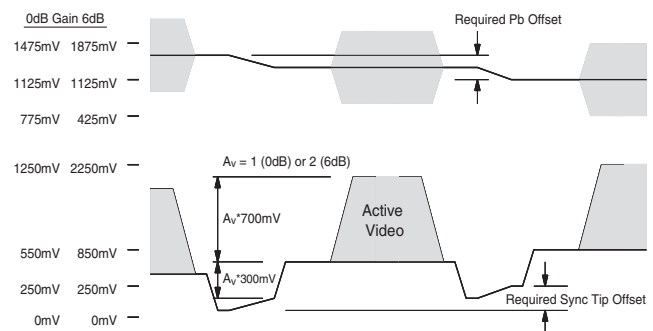 0dB Gain 6dB
Required Pb Offset
1475mV 1875mV
1125mV 1125mV
775mV 425mV
1250mV 2250mV
Av = 1 (0dB) or 2 (6dB)
Av*700mV
Active
Video
550mV 850mV
Av*300mV
250mV 250mV
Required Sync Tip Offset
0mV 0mV